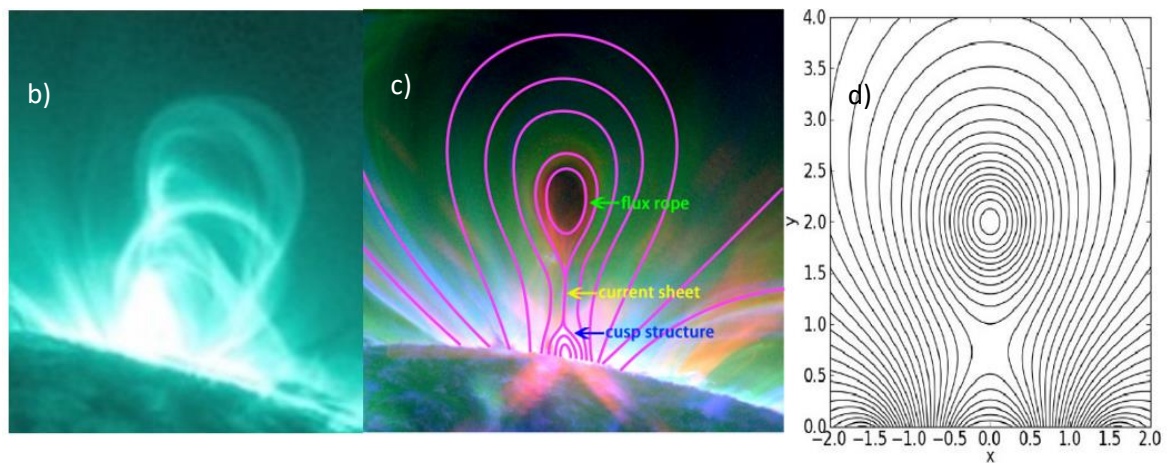 b)
c)
flux rope
current sheet
cusp structure
d)
4.0
3.5
3.0
2.5
2.0
1.5
1.0
0.5
0.0
y
−2.0 −1.5 −1.0 −0.5 0.0 0.5 1.0 1.5 2.0
x